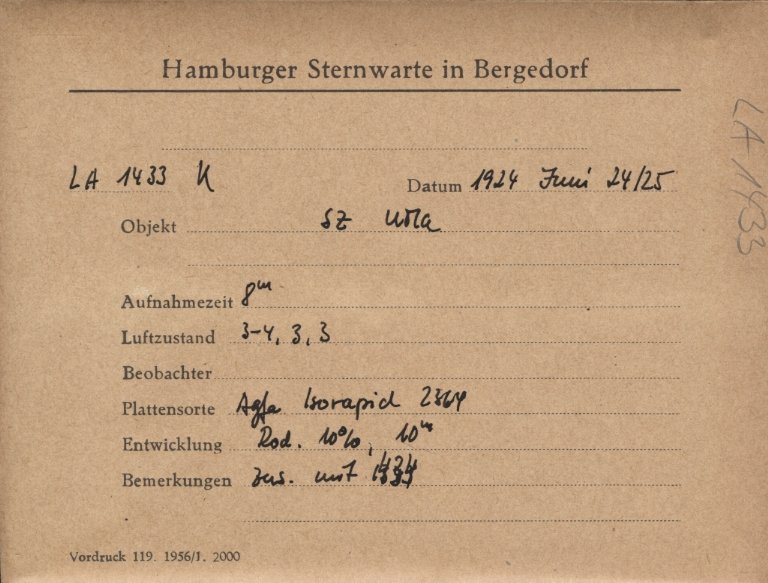 Hamburger Sternwarte in Bergedorf
LA 1433 K Datum 1924 Juni 24/25
Objekt SZ
Aufnahmezeit 8m
Luftzustand 3-4, 3, 3
Beobachter
Plattensorte Agfa Isorapid 2364
Entwicklung Rod. 10%, 10m
Bemerkungen zus. mit
Vordruck 119. 1956/1. 2000
LA 1433